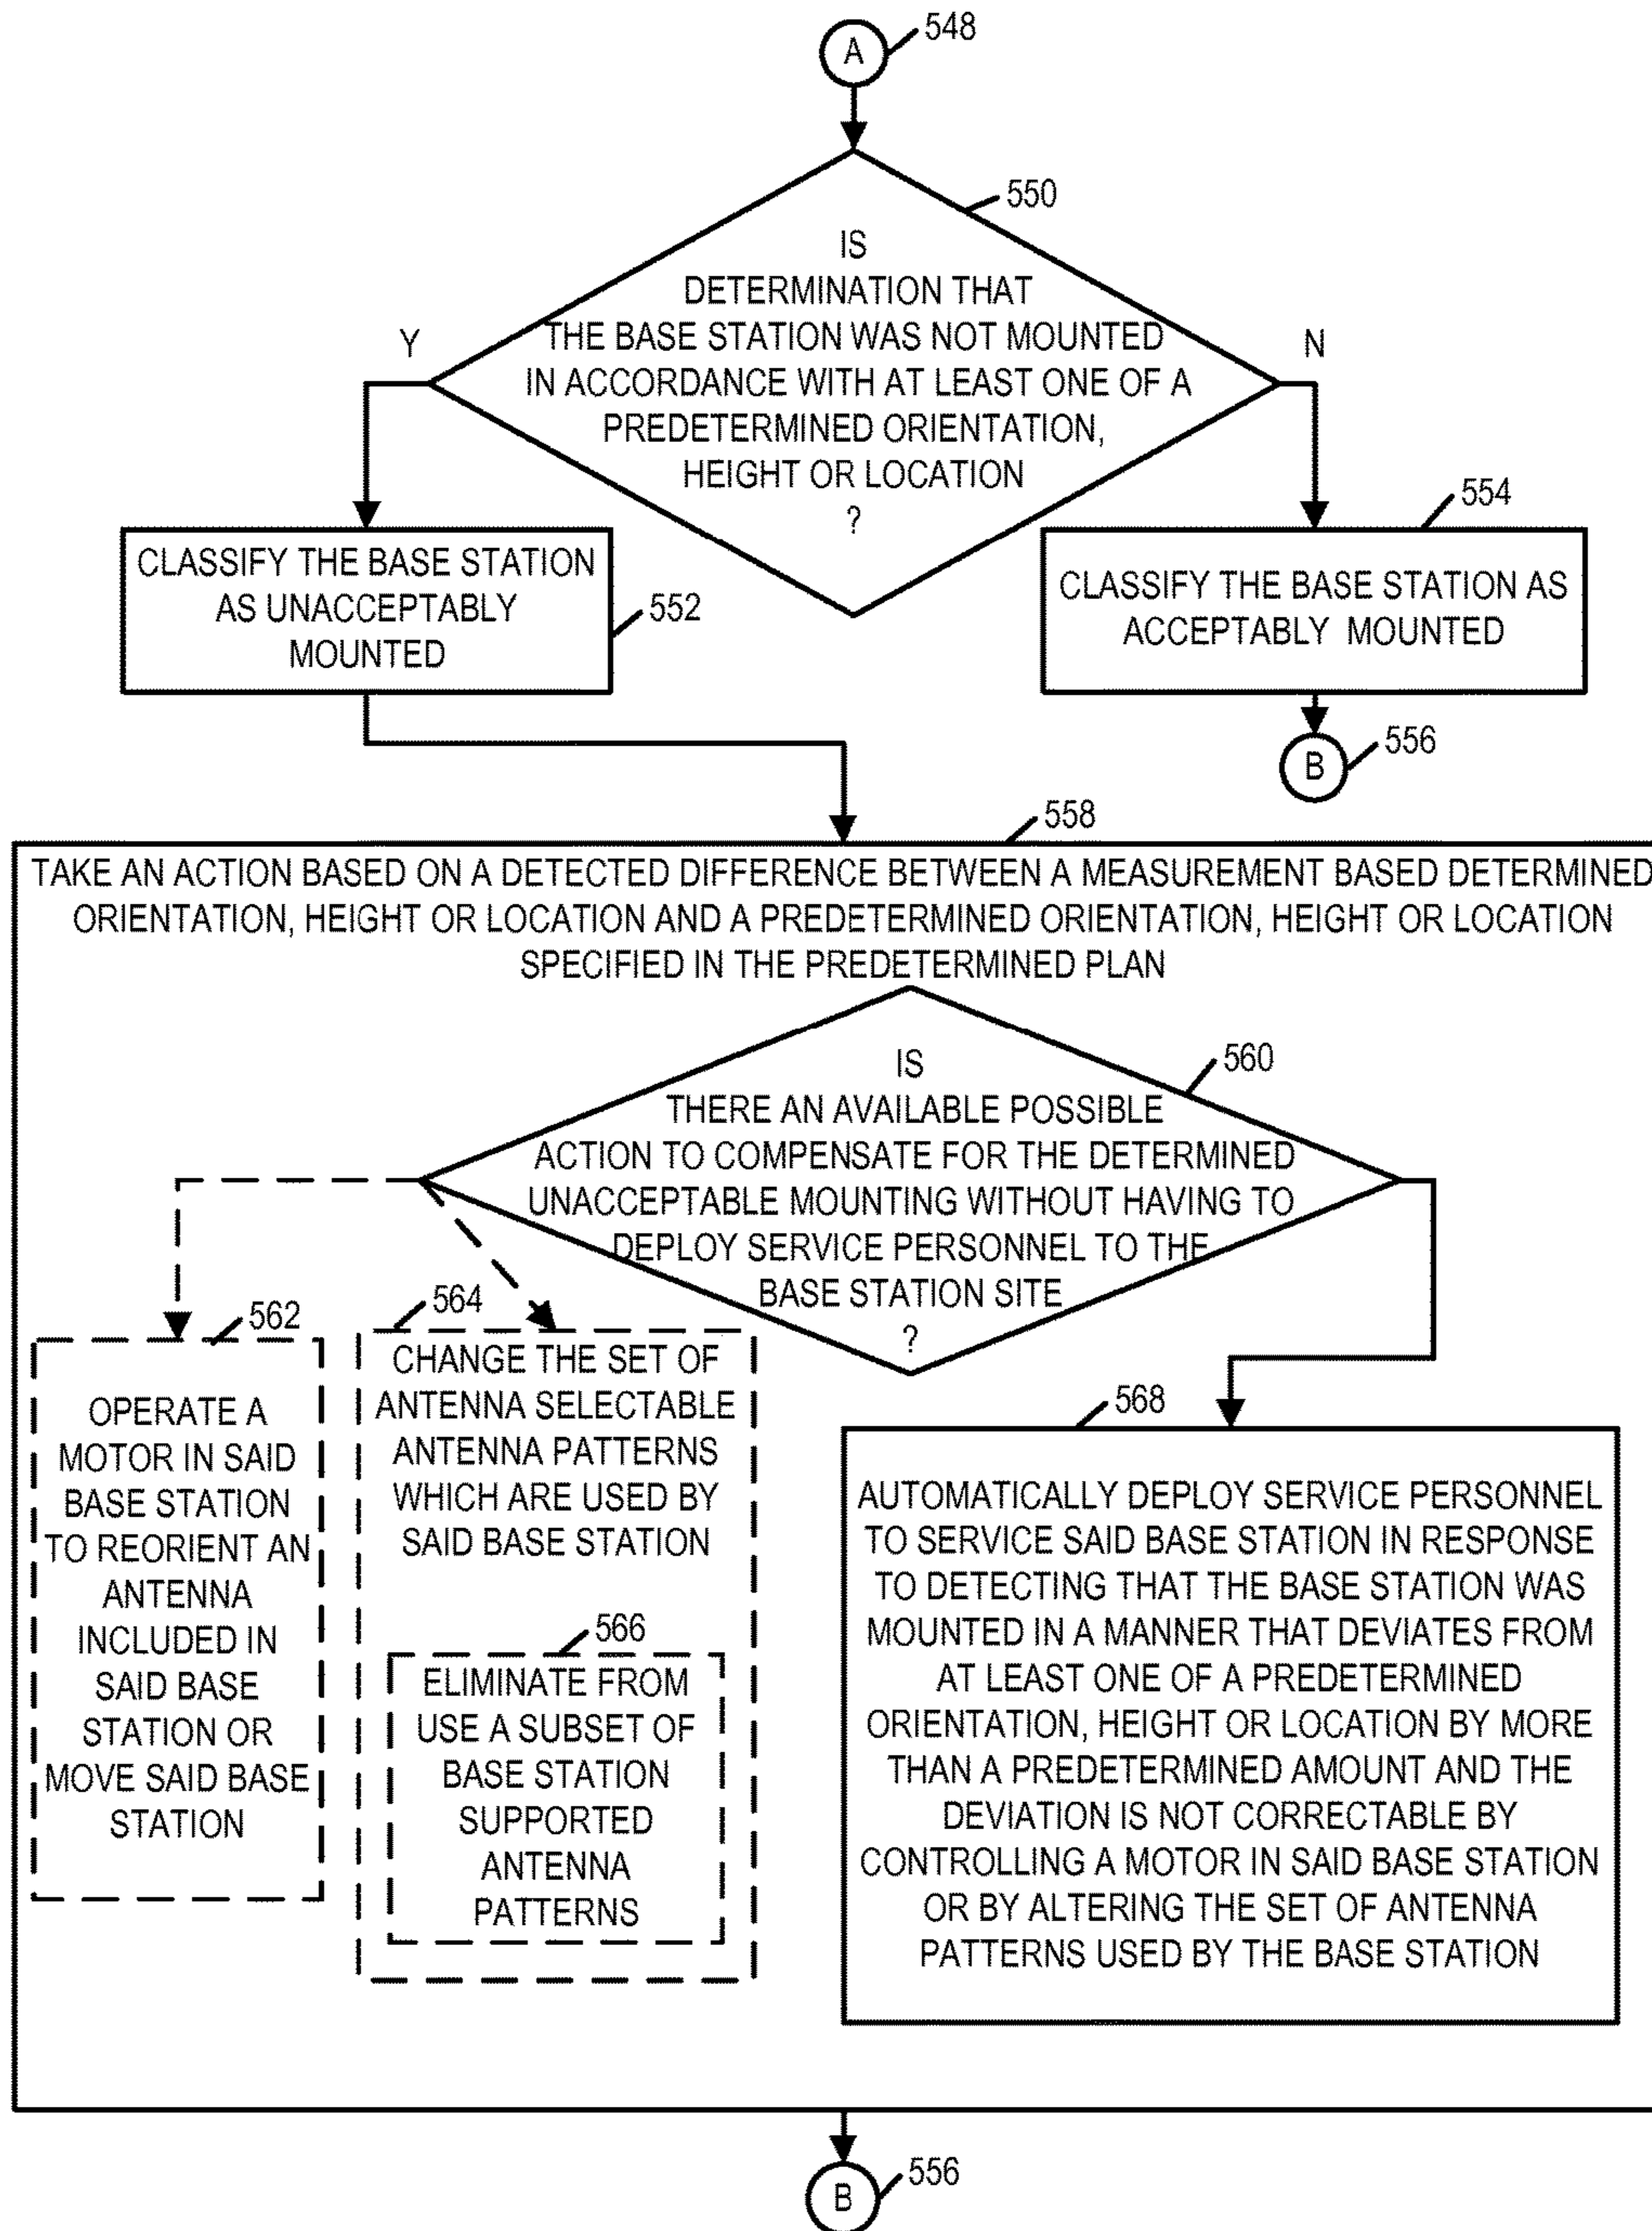 A
548
550
IS
DETERMINATION THAT
THE BASE STATION WAS NOT MOUNTED
IN ACCORDANCE WITH AT LEAST ONE OF A
PREDETERMINED ORIENTATION,
HEIGHT OR LOCATION
?
Y
N
CLASSIFY THE BASE STATION
AS UNACCEPTABLY
MOUNTED
552
554
CLASSIFY THE BASE STATION AS
ACCEPTABLY MOUNTED
B
556
558
TAKE AN ACTION BASED ON A DETECTED DIFFERENCE BETWEEN A MEASUREMENT BASED DETERMINED
ORIENTATION, HEIGHT OR LOCATION AND A PREDETERMINED ORIENTATION, HEIGHT OR LOCATION
SPECIFIED IN THE PREDETERMINED PLAN
560
IS
THERE AN AVAILABLE POSSIBLE
ACTION TO COMPENSATE FOR THE DETERMINED
UNACCEPTABLE MOUNTING WITHOUT HAVING TO
DEPLOY SERVICE PERSONNEL TO THE
BASE STATION SITE
?
562
OPERATE A
MOTOR IN SAID
BASE STATION
TO REORIENT AN
ANTENNA
INCLUDED IN
SAID BASE
STATION OR
MOVE SAID BASE
STATION
564
CHANGE THE SET OF
ANTENNA SELECTABLE
ANTENNA PATTERNS
WHICH ARE USED BY
SAID BASE STATION
566
ELIMINATE FROM
USE A SUBSET OF
BASE STATION
SUPPORTED
ANTENNA
PATTERNS
568
AUTOMATICALLY DEPLOY SERVICE PERSONNEL
TO SERVICE SAID BASE STATION IN RESPONSE
TO DETECTING THAT THE BASE STATION WAS
MOUNTED IN A MANNER THAT DEVIATES FROM
AT LEAST ONE OF A PREDETERMINED
ORIENTATION, HEIGHT OR LOCATION BY MORE
THAN A PREDETERMINED AMOUNT AND THE
DEVIATION IS NOT CORRECTABLE BY
CONTROLLING A MOTOR IN SAID BASE STATION
OR BY ALTERING THE SET OF ANTENNA
PATTERNS USED BY THE BASE STATION
B
556